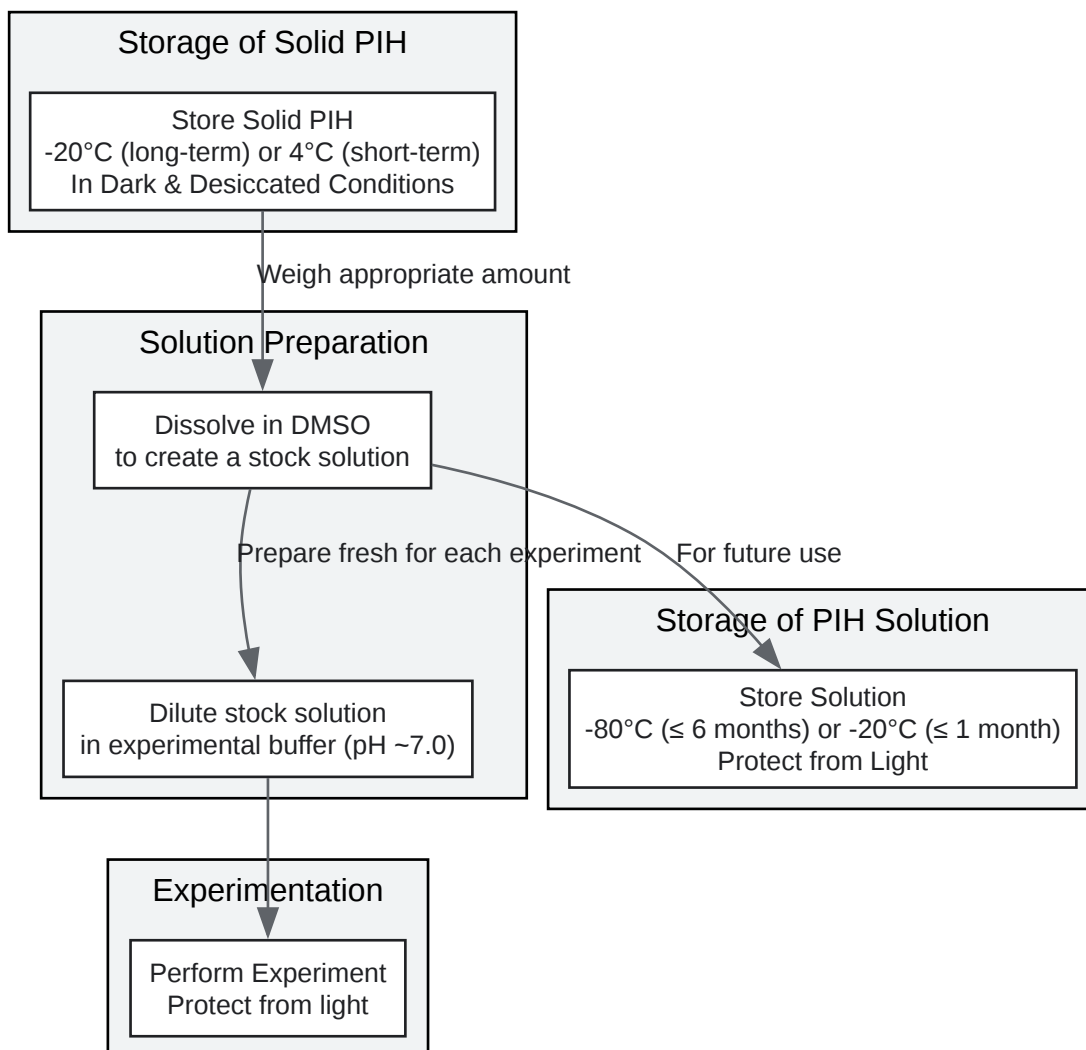 Storage of Solid PIH
Store Solid PIH
-20°C (long-term) or 4°C (short-term)
In Dark & Desiccated Conditions
Weigh appropriate amount
Solution Preparation
Dissolve in DMSO
to create a stock solution
Prepare fresh for each experiment
For future use
Storage of PIH Solution
Store Solution
-80°C (≤ 6 months) or -20°C (≤ 1 month)
Protect from Light
Dilute stock solution
in experimental buffer (pH ~7.0)
Experimentation
Perform Experiment
Protect from light